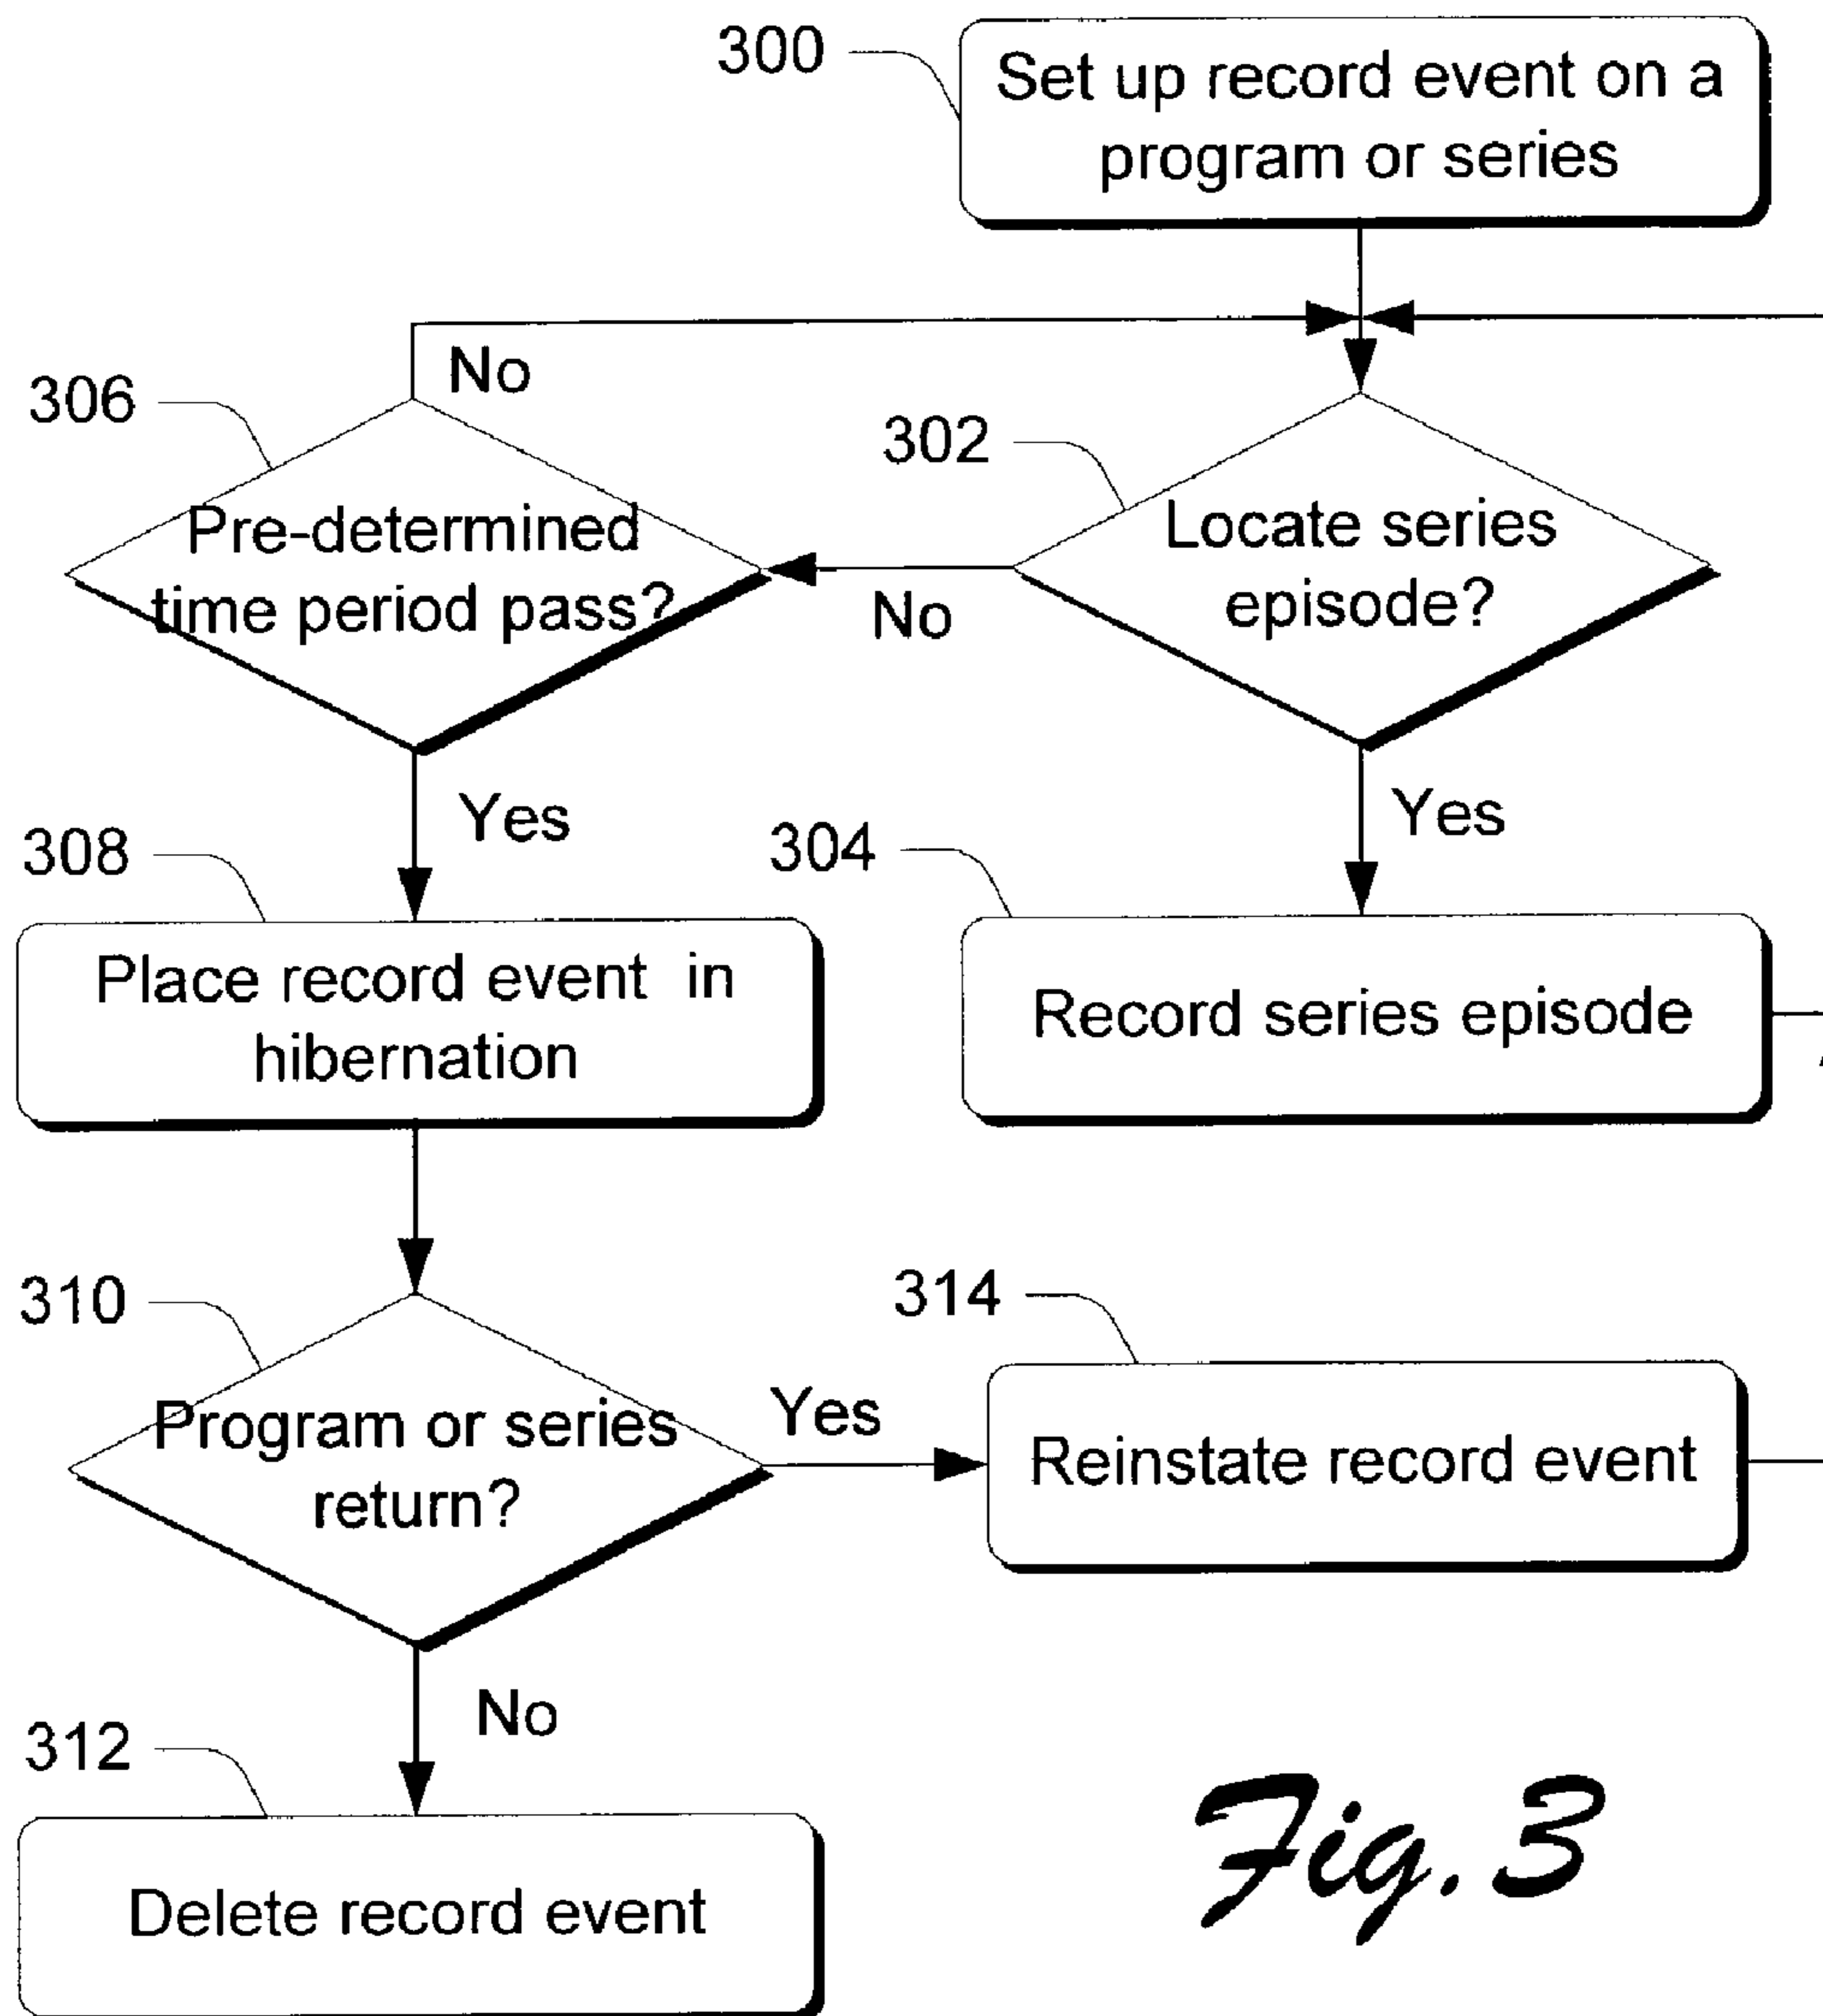 300
Set up record event on a
program or series
No
306
302
Pre-determined
time period pass?
No
Locate series
episode?
Yes
Yes
308
304
Place record event in
hibernation
Record series episode
310
314
Program or series
return?
Yes
Reinstate record event
No
312
Delete record event
Fig. 3